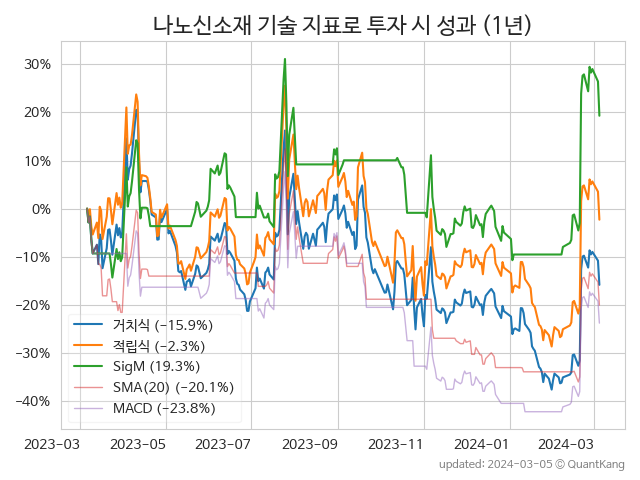 나노신소재 기술 지표로 투자 시 성과 (1년)
30%
20%
10%
0%
−10%
−20%
−30%
−40%
거치식 (−15.9%)
적립식 (−2.3%)
SigM (19.3%)
SMA(20) (−20.1%)
MACD (−23.8%)
2023−03 2023−05 2023−07 2023−09 2023−11 2024−01 2024−03
updated: 2024−03−05 ⓒ QuantKang